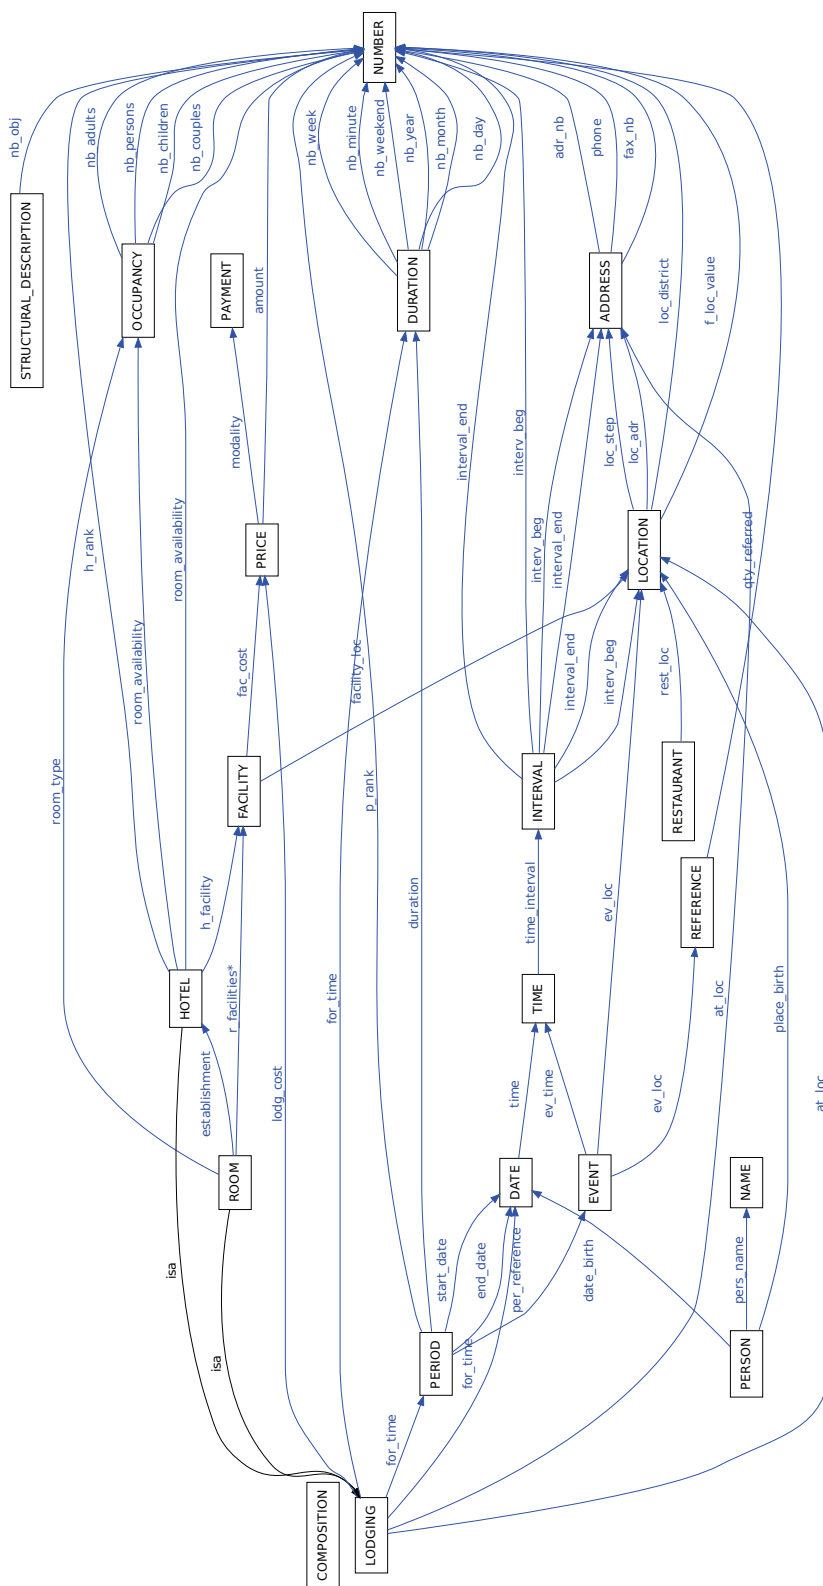 NUMBER
nb_obj
nb_adults
nb_persons
nb_children
nb_couples
nb_week
nb_minute
nb_weekend
nb_year
nb_month
nb_day
adr_nb
phone
fax_nb
STRUCTURAL_DESCRIPTION
OCCUPANCY
PAYMENT
amount
DURATION
ADDRESS
loc_district
f_loc_value
modality
interval_end
interv_beg
loc_step
loc_adr
h_rank
room_availability
PRICE
interv_beg
interval_end
LOCATION
qty_referred
room_availability
fac_cost
facility_loc
interval_end
interv_beg
rest_loc
room_type
FACILITY
p_rank
INTERVAL
RESTAURANT
h_facility
duration
time_interval
ev_loc
REFERENCE
HOTEL
r_facilities*
for_time
TIME
at_loc
place_birth
establishment
lodg_cost
time
ev_time
ev_loc
at_loc
ROOM
DATE
EVENT
NAME
isa
start_date
end_date
per_reference
date_birth
pers_name
isa
PERIOD
for_time
PERSON
for_time
COMPOSITION
LODGING